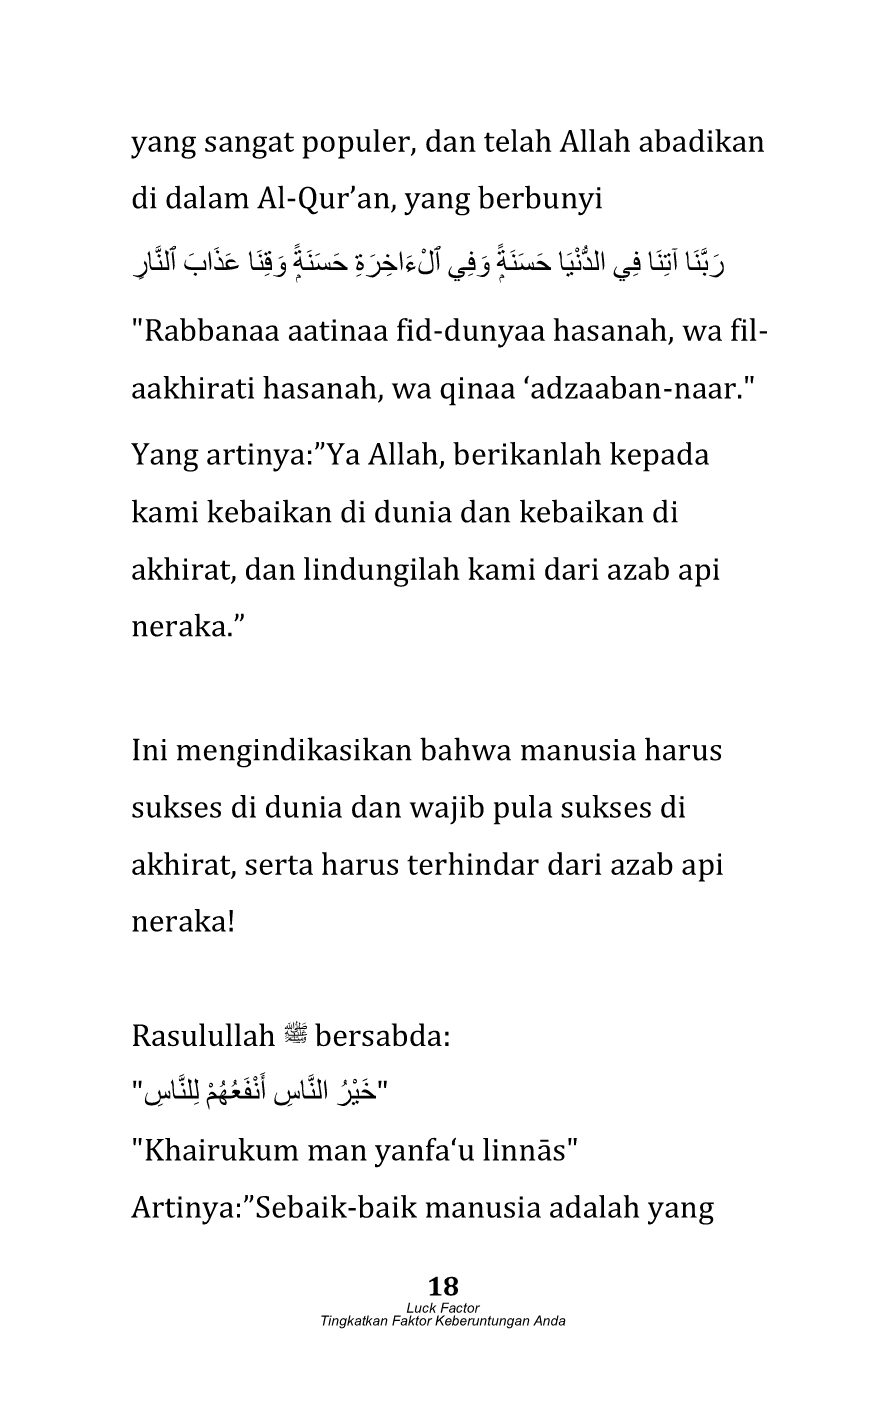 yang sangat populer, dan telah Allah abadikan
di dalam Al-Qur’an, yang berbunyi
رَبَّنَا آتِنَا فِي الدُّنْيَا حَسَنَةًۭ وَفِي ٱلْءَاخِرَةِ حَسَنَةًۭ وَقِنَا عَذَابَ ٱلنَّارِ
"Rabbanaa aatinaa fid-dunyaa hasanah, wa fil-
aakhirati hasanah, wa qinaa ‘adzaaban-naar."
Yang artinya:”Ya Allah, berikanlah kepada
kami kebaikan di dunia dan kebaikan di
akhirat, dan lindungilah kami dari azab api
neraka.”
Ini mengindikasikan bahwa manusia harus
sukses di dunia dan wajib pula sukses di
akhirat, serta harus terhindar dari azab api
neraka!
Rasulullah ﷺ bersabda:
"خَيْرُ النَّاسِ أَنْفَعُهُمْ لِلنَّاسِ"
"Khairukum man yanfa‘u linnās"
Artinya:”Sebaik-baik manusia adalah yang
18
Luck Factor
Tingkatkan Faktor Keberuntungan Anda